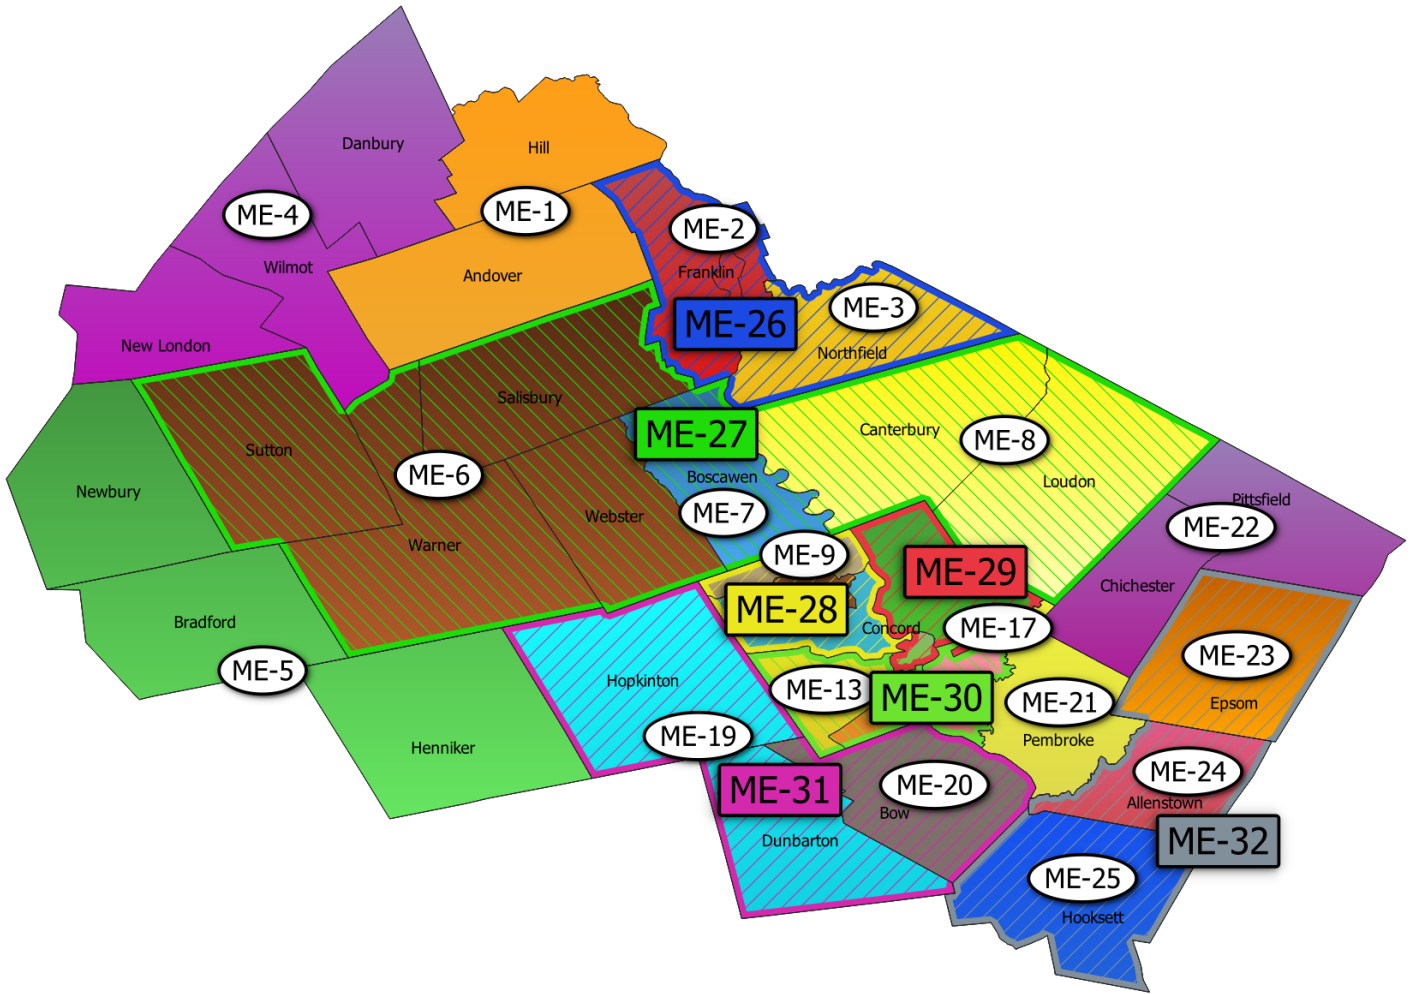 Danbury
Hill
ME-4
ME-1
ME-2
Wilmot
Andover
Franklin
ME-3
ME-26
New London
Northfield
Salisbury
Canterbury
ME-27
ME-8
Sutton
ME-6
Boscawen
Loudon
Newbury
Pittsfield
Webster
ME-7
ME-22
Warner
ME-9
ME-29
Chichester
ME-28
Bradford
Concord
ME-17
ME-23
ME-5
Hopkinton
ME-13
ME-30
ME-21
Epsom
ME-19
Henniker
Pembroke
ME-24
ME-31
ME-20
Allenstown
Bow
Dunbarton
ME-32
ME-25
Hooksett